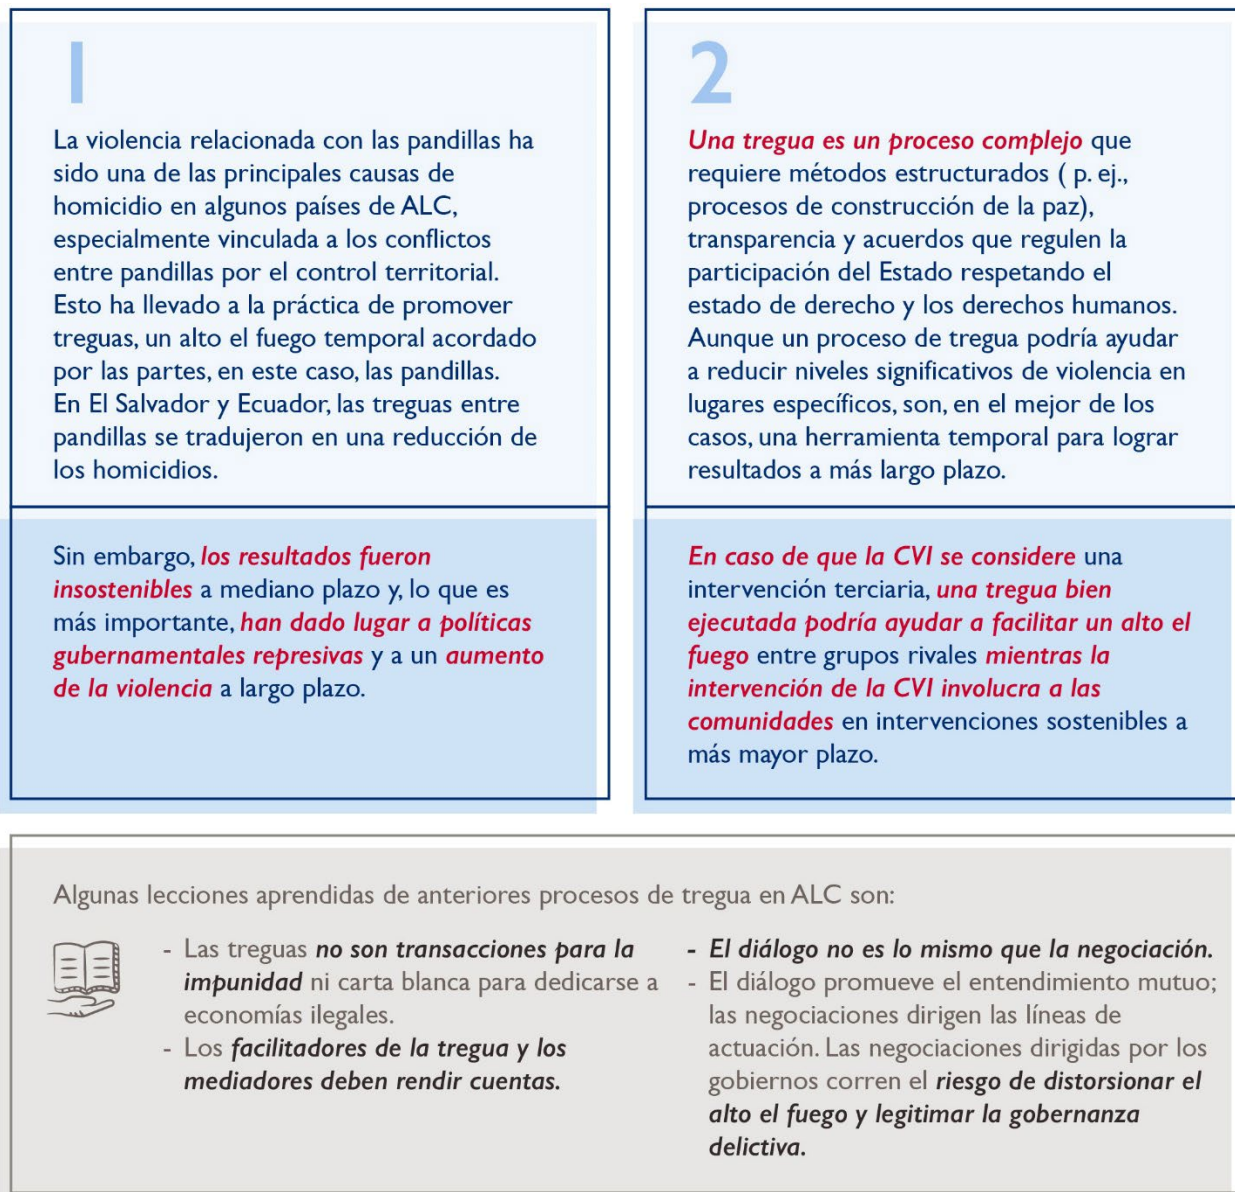 1
La violencia relacionada con las pandillas ha
sido una de las principales causas de
homicidio en algunos países de ALC,
especialmente vinculada a los conflictos
entre pandillas por el control territorial.
Esto ha llevado a la práctica de promover
treguas, un alto el fuego temporal acordado
por las partes, en este caso, las pandillas.
En El Salvador y Ecuador, las treguas entre
pandillas se tradujeron en una reducción de
los homicidios.
Sin embargo, los resultados fueron
insostenibles a mediano plazo y, lo que es
más importante, han dado lugar a políticas
gubernamentales represivas y a un aumento
de la violencia a largo plazo.
2
Una tregua es un proceso complejo que
requiere métodos estructurados ( p. ej.,
procesos de construcción de la paz),
transparencia y acuerdos que regulen la
participación del Estado respetando el
estado de derecho y los derechos humanos.
Aunque un proceso de tregua podría ayudar
a reducir niveles significativos de violencia en
lugares específicos, son, en el mejor de los
casos, una herramienta temporal para lograr
resultados a más largo plazo.
En caso de que la CVI se considere una
intervención terciaria, una tregua bien
ejecutada podría ayudar a facilitar un alto el
fuego entre grupos rivales mientras la
intervención de la CVI involucra a las
comunidades en intervenciones sostenibles a
más mayor plazo.
Algunas lecciones aprendidas de anteriores procesos de tregua en ALC son:
- Las treguas no son transacciones para la
impunidad ni carta blanca para dedicarse a
economías ilegales.
- Los facilitadores de la tregua y los
mediadores deben rendir cuentas.
- El diálogo no es lo mismo que la negociación.
- El diálogo promueve el entendimiento mutuo;
las negociaciones dirigen las líneas de
actuación. Las negociaciones dirigidas por los
gobiernos corren el riesgo de distorsionar el
alto el fuego y legitimar la gobernanza
delictiva.